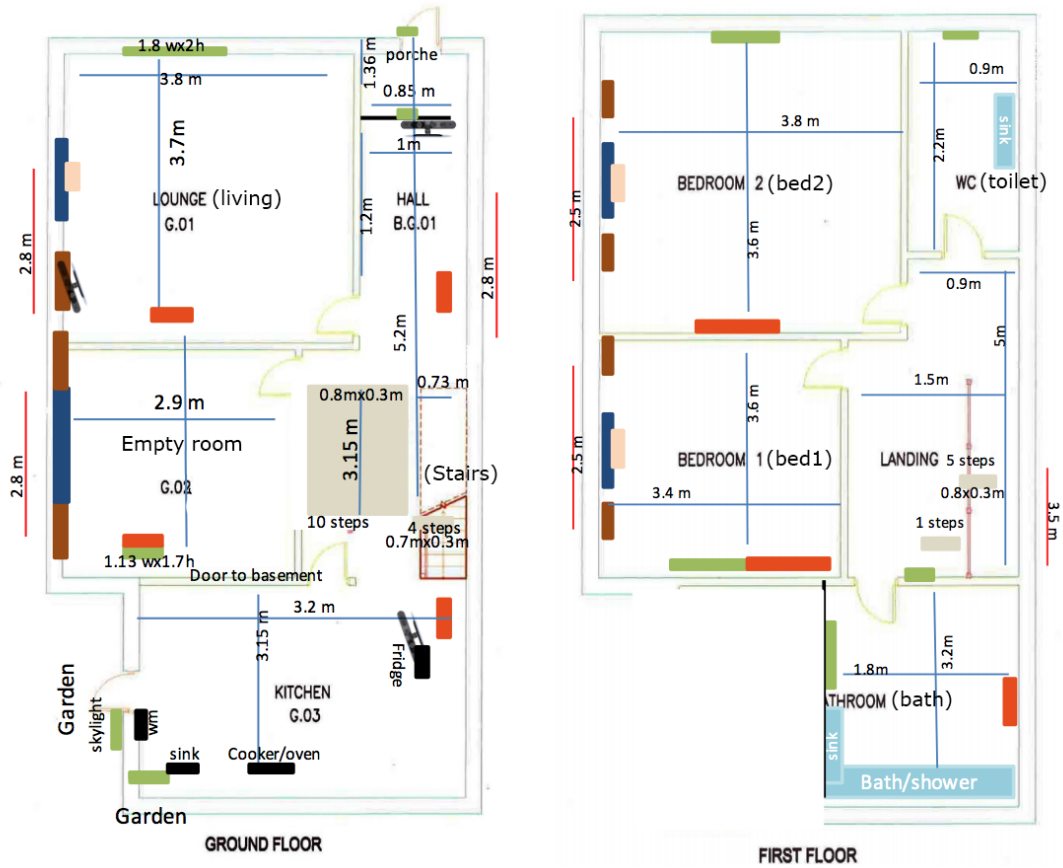 1.8 wx2h
3.8 m
3.7m
LOUNGE (living)
G.01
2.8 m
porche
1.36 m
0.85 m
1m
HALL
B.G.01
1.2m
2.8 m
5.2m
0.73 m
2.9 m
Empty room
G.02
2.8 m
0.8mx0.3m
3.15 m
(Stairs)
10 steps
4 steps
0.7mx0.3m
1.13 wx1.7h
Door to basement
3.2 m
3.15 m
Fridge
KITCHEN
G.03
Garden
skylight
wm
sink
Cooker/oven
Garden
GROUND FLOOR
0.9m
3.8 m
2.2m
sink
BEDROOM 2 (bed2)
WC (toilet)
2.5 m
3.6 m
0.9m
5m
1.5m
3.6 m
2.5 m
BEDROOM 1 (bed1)
LANDING
5 steps
0.8x0.3m
3.4 m
1 steps
3.5 m
3.2m
1.8m
ATHROOM (bath)
sink
Bath/shower
FIRST FLOOR